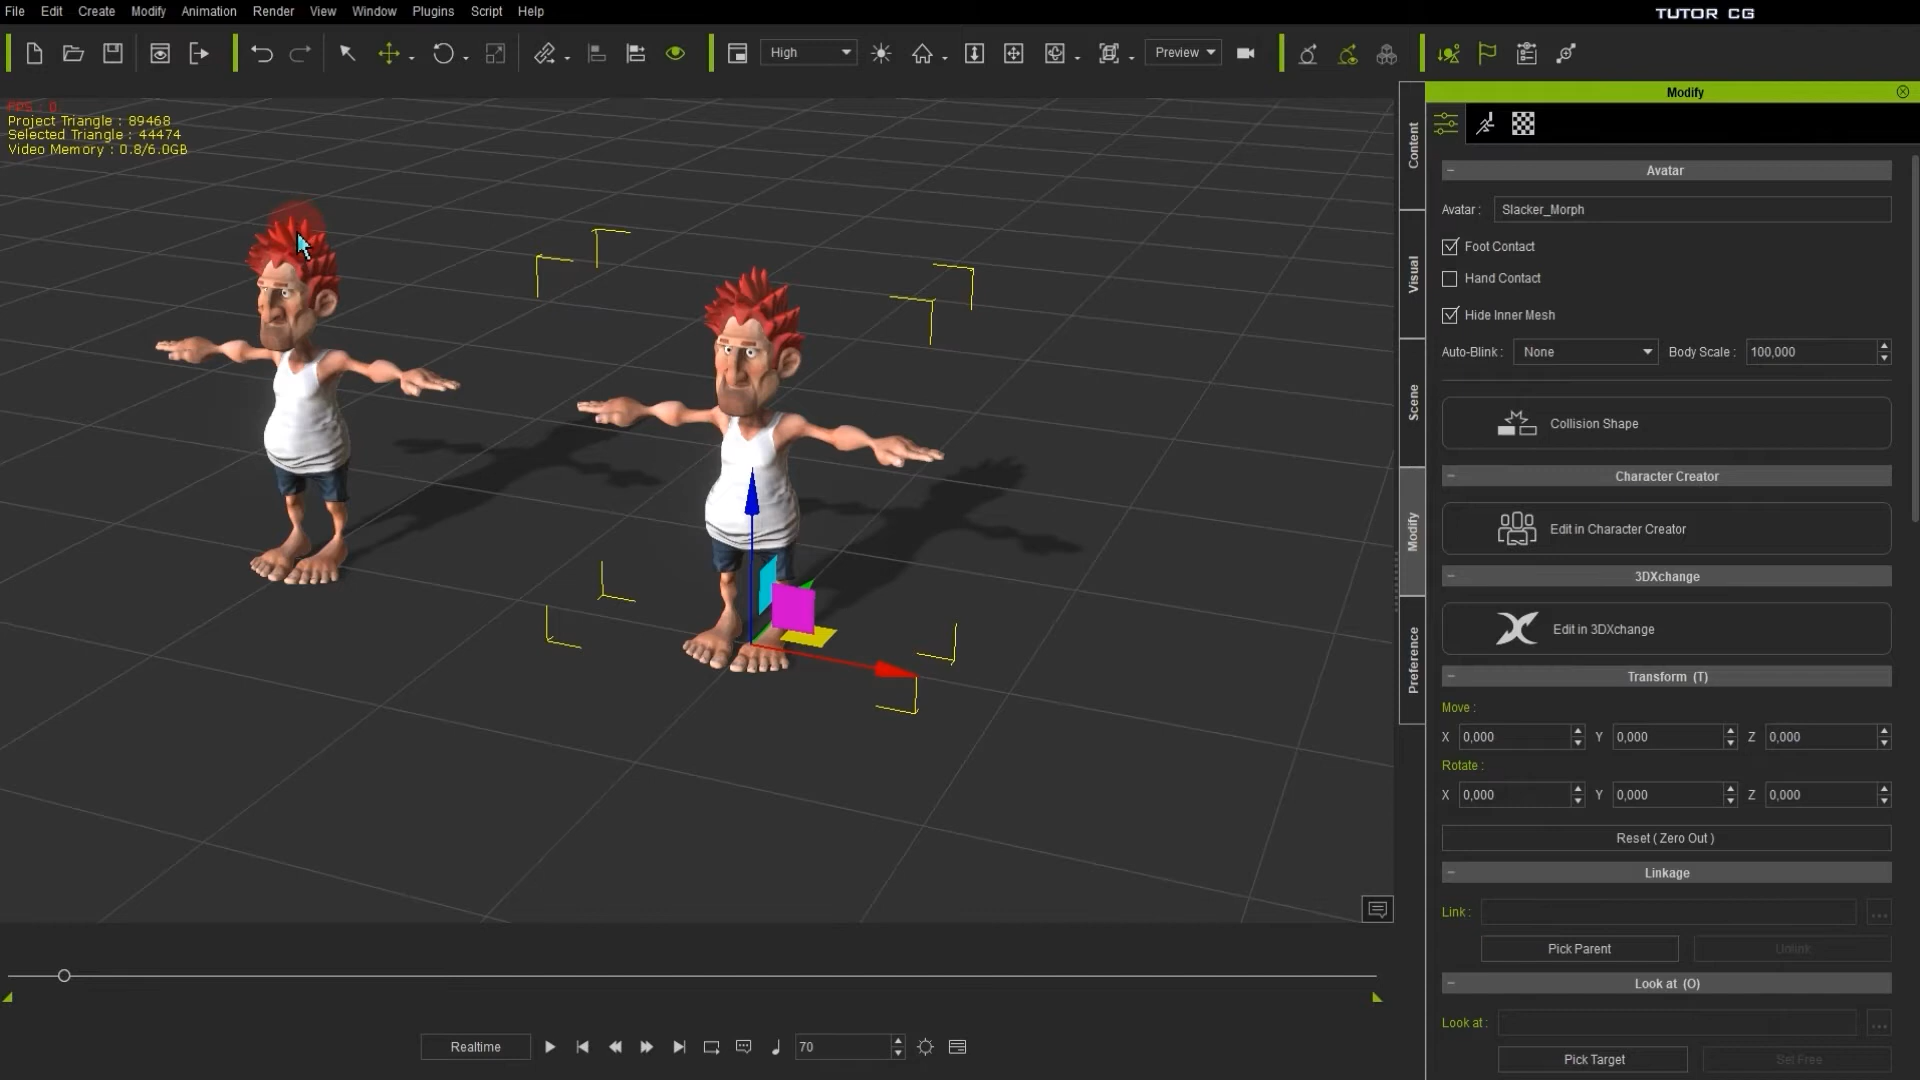 File Edit Create Modify Animation Render View Window Plugins Script Help
TUTOR CG
High
Preview
FPS : 0
Project Triangle : 89468
Selected Triangle : 44474
Video Memory : 0.8/6.0GB
Content
Visual
Scene
Modify
Preference
Modify
Avatar
Avatar : Slacker_Morph
Foot Contact
Hand Contact
Hide Inner Mesh
Auto-Blink : None Body Scale : 100,000
Collision Shape
Character Creator
Edit in Character Creator
3DXchange
Edit in 3DXchange
Transform (T)
Move :
X 0,000 Y 0,000 Z 0,000
Rotate :
X 0,000 Y 0,000 Z 0,000
Reset ( Zero Out )
Linkage
Link :
...
Pick Parent Unlink
Look at (O)
Look at :
...
Pick Target Set Free
Realtime
70